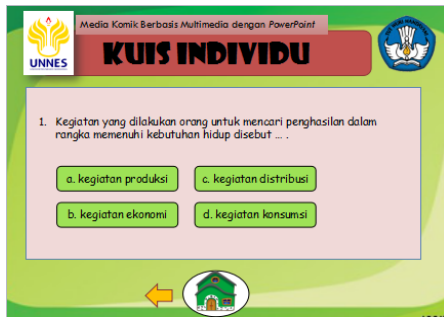 Media Komik Berbasis Multimedia dengan PowerPoint
KUIS INDIVIDU
UNNES
1. Kegiatan yang dilakukan orang untuk mencari penghasilan dalam
rangka memenuhi kebutuhan hidup disebut ... .
a. kegiatan produksi
c. kegiatan distribusi
b. kegiatan ekonomi
d. kegiatan konsumsi